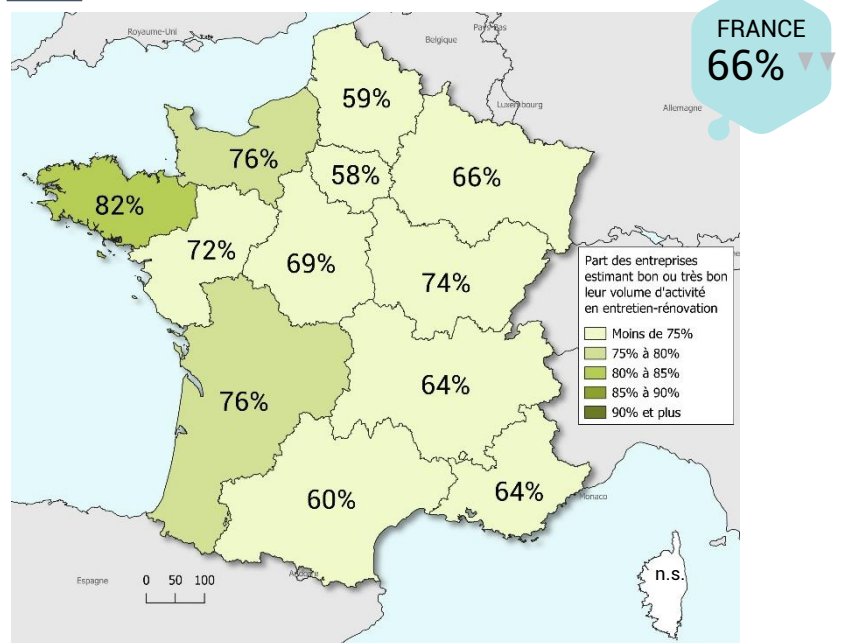 FRANCE
66%
Royaume-Uni
Pays-Bas
Belgique
Luxembourg
Allemagne
59%
76%
58%
66%
82%
72%
69%
74%
Part des entreprises
estimant bon ou très bon
leur volume d'activité
en entretien-rénovation
Moins de 75%
75% à 80%
80% à 85%
85% à 90%
90% et plus
76%
64%
60%
64%
Monaco
Andorre
Espagne
0 50 100
n.s.